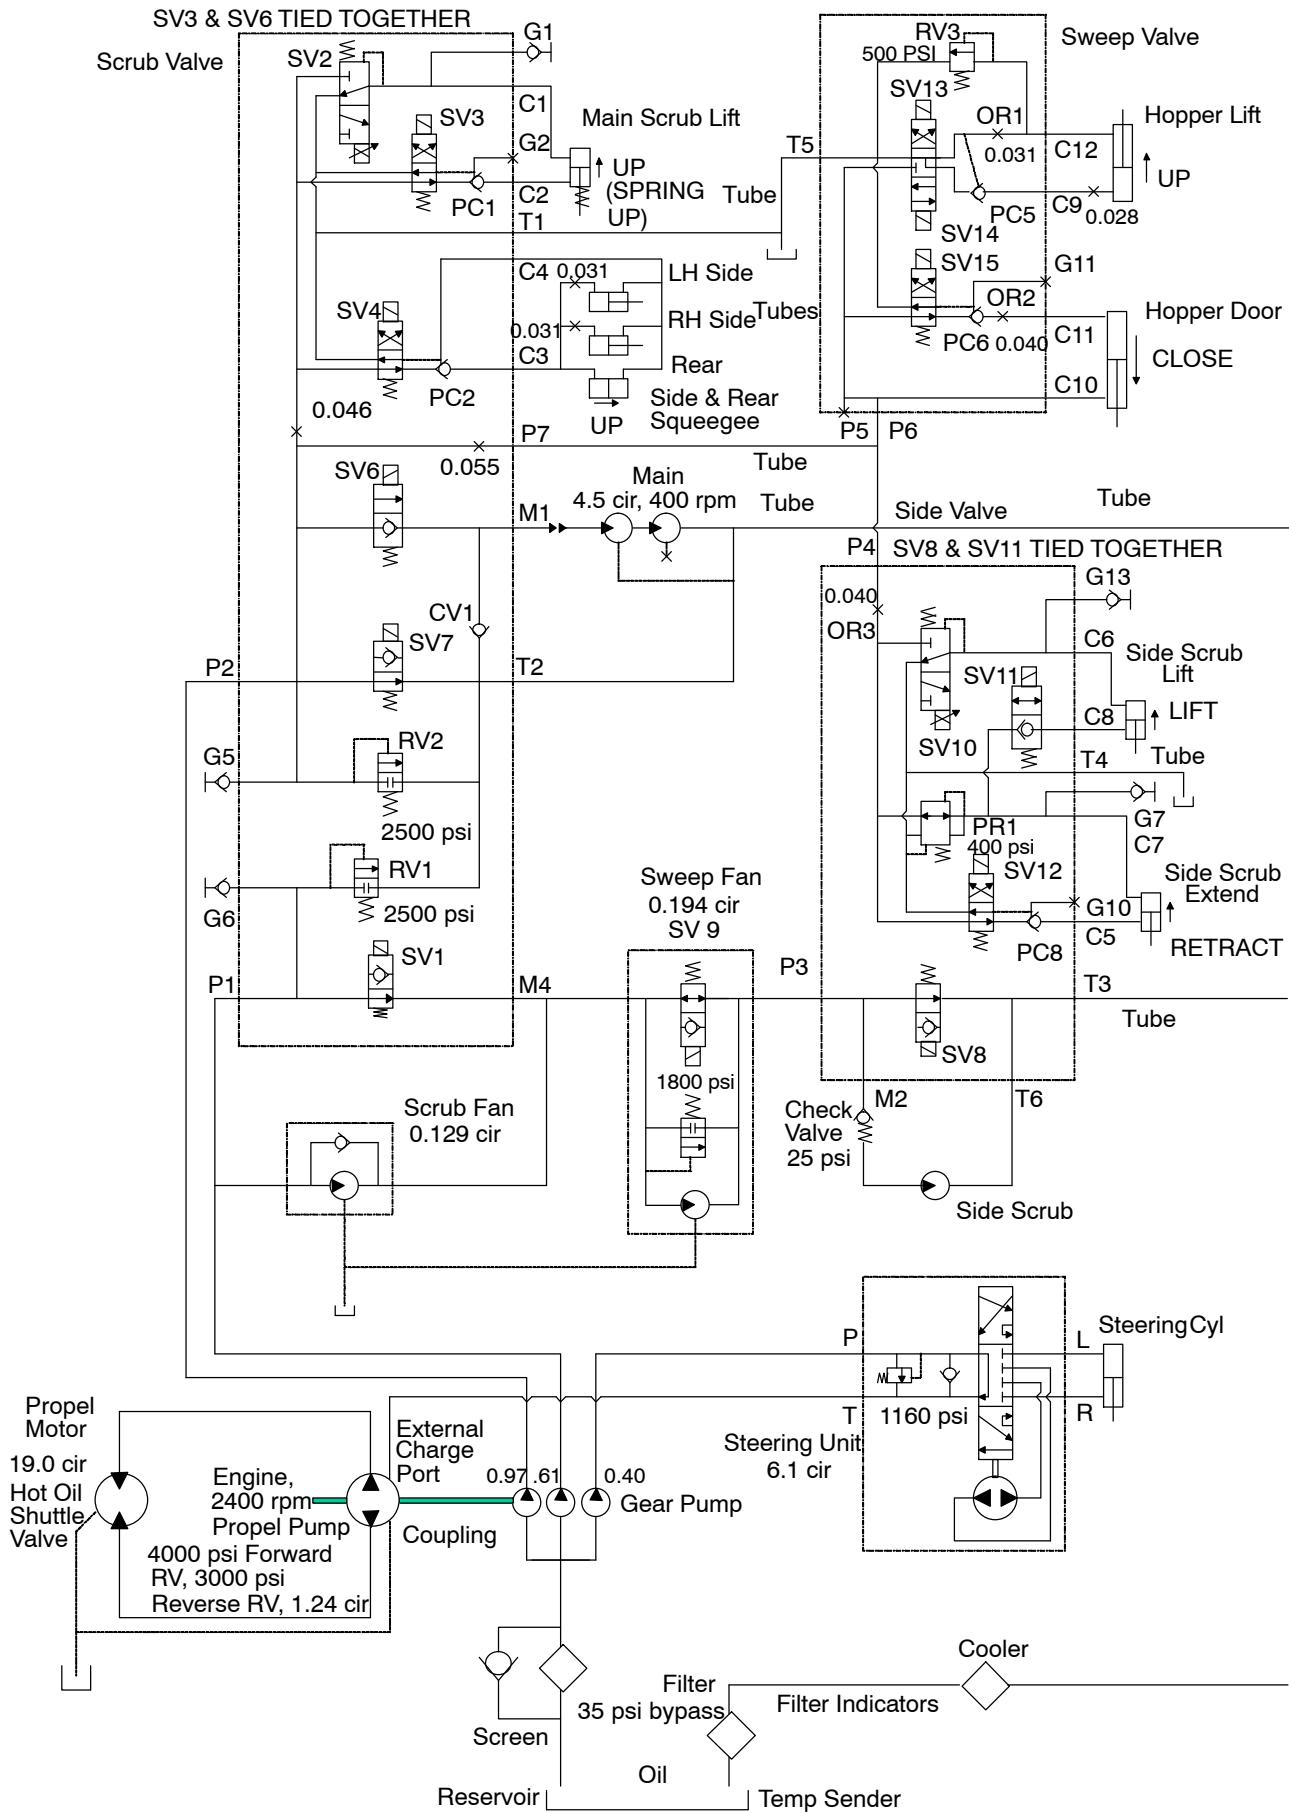 SV3 & SV6 TIED TOGETHER
Scrub Valve
SV2
G1
C1
SV3
G2
Main Scrub Lift
UP
(SPRING
UP)
PC1
C2
T1
Tube
T5
C4
0.031
LH Side
SV4
0.031
RH Side
Tubes
C3
Rear
PC2
Side & Rear
Squeegee
UP
0.046
P7
0.055
Tube
RV3
500 PSI
Sweep Valve
SV13
OR1
0.031
Hopper Lift
C12
UP
PC5
C9
0.028
SV14
SV15
G11
OR2
Hopper Door
PC6
0.040
C11
CLOSE
C10
P5
P6
SV6
Main
4.5 cir, 400 rpm
Tube
M1
Side Valve
Tube
P4
SV8 & SV11 TIED TOGETHER
G13
0.040
OR3
C6
Side Scrub
Lift
SV11
LIFT
C8
SV10
Tube
T4
CV1
SV7
P2
T2
RV2
G5
2500 psi
RV1
G6
2500 psi
SV1
P1
M4
G7
PR1
400 psi
C7
SV12
Side Scrub
Extend
G10
PC8
C5
RETRACT
Sweep Fan
0.194 cir
SV 9
P3
T3
Tube
SV8
1800 psi
M2
T6
Check
Valve
25 psi
Side Scrub
Scrub Fan
0.129 cir
P
L
Steering Cyl
T
1160 psi
R
Steering Unit
6.1 cir
Propel
Motor
19.0 cir
Hot Oil
Shuttle
Valve
Engine,
2400 rpm
Propel Pump
4000 psi Forward
RV, 3000 psi
Reverse RV, 1.24 cir
External
Charge
Port
Coupling
0.97
.61
0.40
Gear Pump
Cooler
Filter
35 psi bypass
Filter Indicators
Screen
Oil
Reservoir
Temp Sender